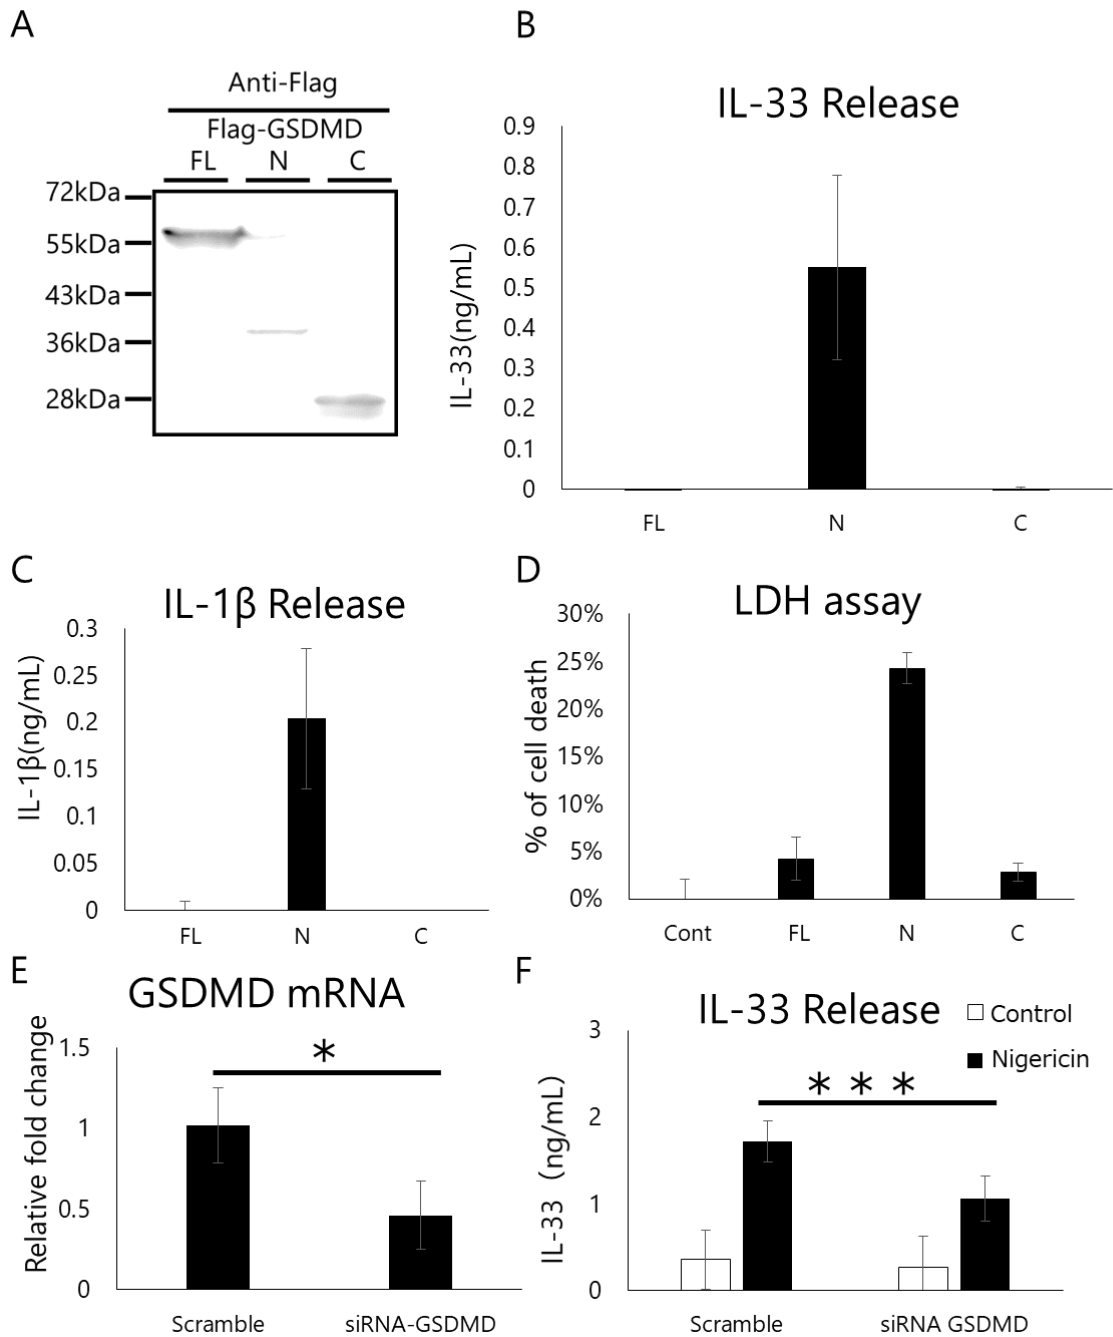 A
Anti-Flag
Flag-GSDMD
FL N C
72kDa
55kDa
43kDa
36kDa
28kDa
B
IL-33 Release
IL-33(ng/mL)
0.9
0.8
0.7
0.6
0.5
0.4
0.3
0.2
0.1
0
FL N C
C
IL-1β Release
IL-1β(ng/mL)
0.3
0.25
0.2
0.15
0.1
0.05
0
FL N C
D
LDH assay
% of cell death
30%
25%
20%
15%
10%
5%
0%
Cont FL N C
E
GSDMD mRNA
Relative fold change
1.5
1
0.5
0
*
Scramble siRNA-GSDMD
F
IL-33 Release
Control
Nigericin
IL-33 (ng/mL)
3
2
1
0
* * *
Scramble siRNA GSDMD